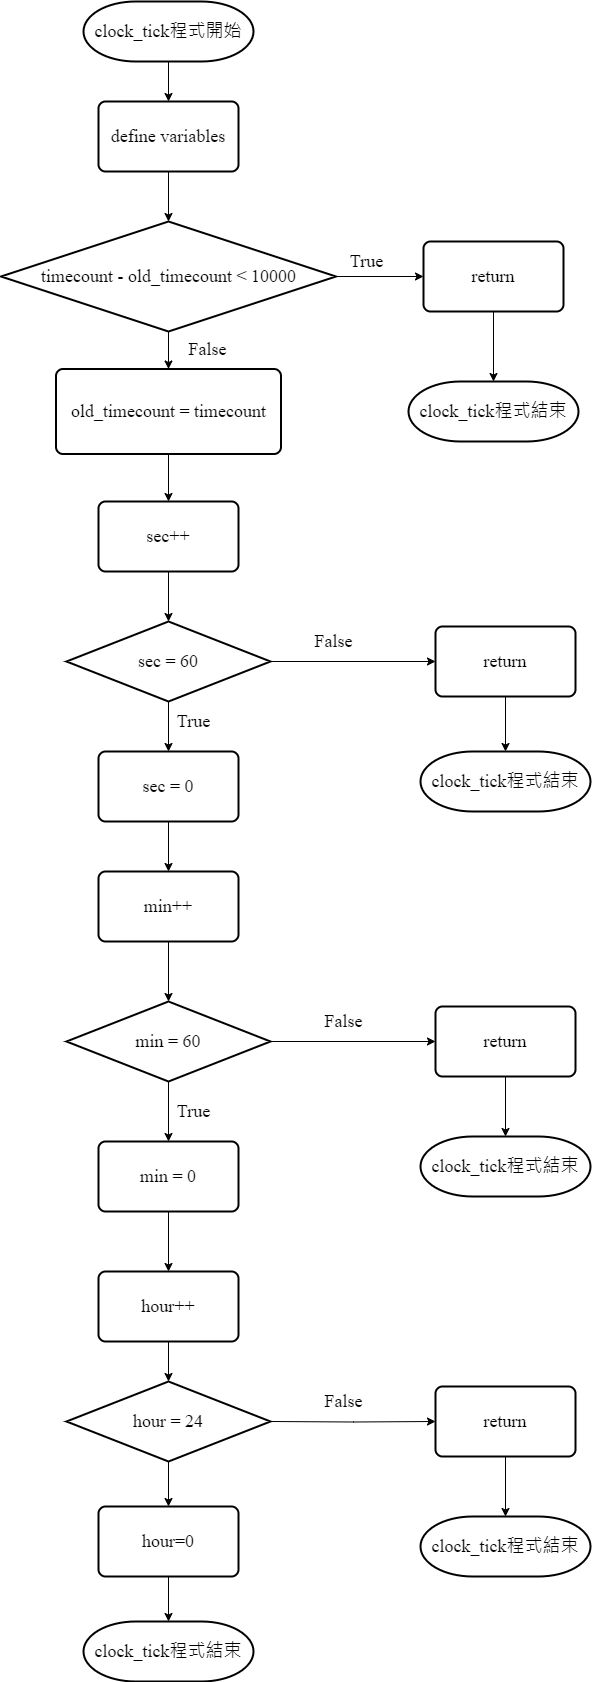 clock_tick程式開始
define variables
timecount - old_timecount < 10000
True
return
False
old_timecount = timecount
clock_tick程式結束
sec++
sec = 60
False
return
True
sec = 0
clock_tick程式結束
min++
min = 60
False
return
True
min = 0
clock_tick程式結束
hour++
hour = 24
False
return
hour=0
clock_tick程式結束
clock_tick程式結束